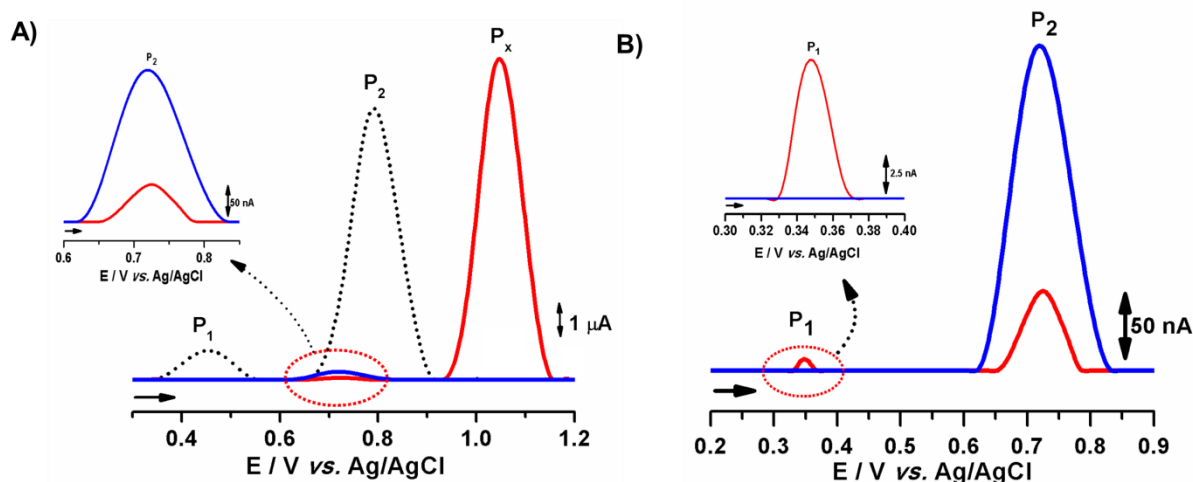 A)
P₂
50 nA
0.6 0.7 0.8
E / V vs. Ag/AgCl
P₁
P₂
Pₓ
1 μA
0.4 0.6 0.8 1.0 1.2
E / V vs. Ag/AgCl
B)
P₁
2.5 nA
0.30 0.32 0.34 0.36 0.38 0.40
E / V vs. Ag/AgCl
P₁
P₂
50 nA
0.2 0.3 0.4 0.5 0.6 0.7 0.8 0.9
E / V vs. Ag/AgCl